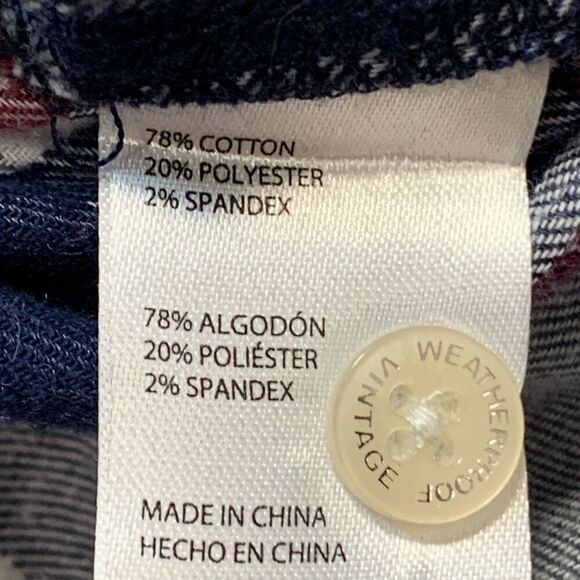 78% COTTON
20% POLYESTER
2% SPANDEX
78% ALGODÓN
20% POLIÉSTER
2% SPANDEX
WEATHERPROOF
VINTAGE
MADE IN CHINA
HECHO EN CHINA